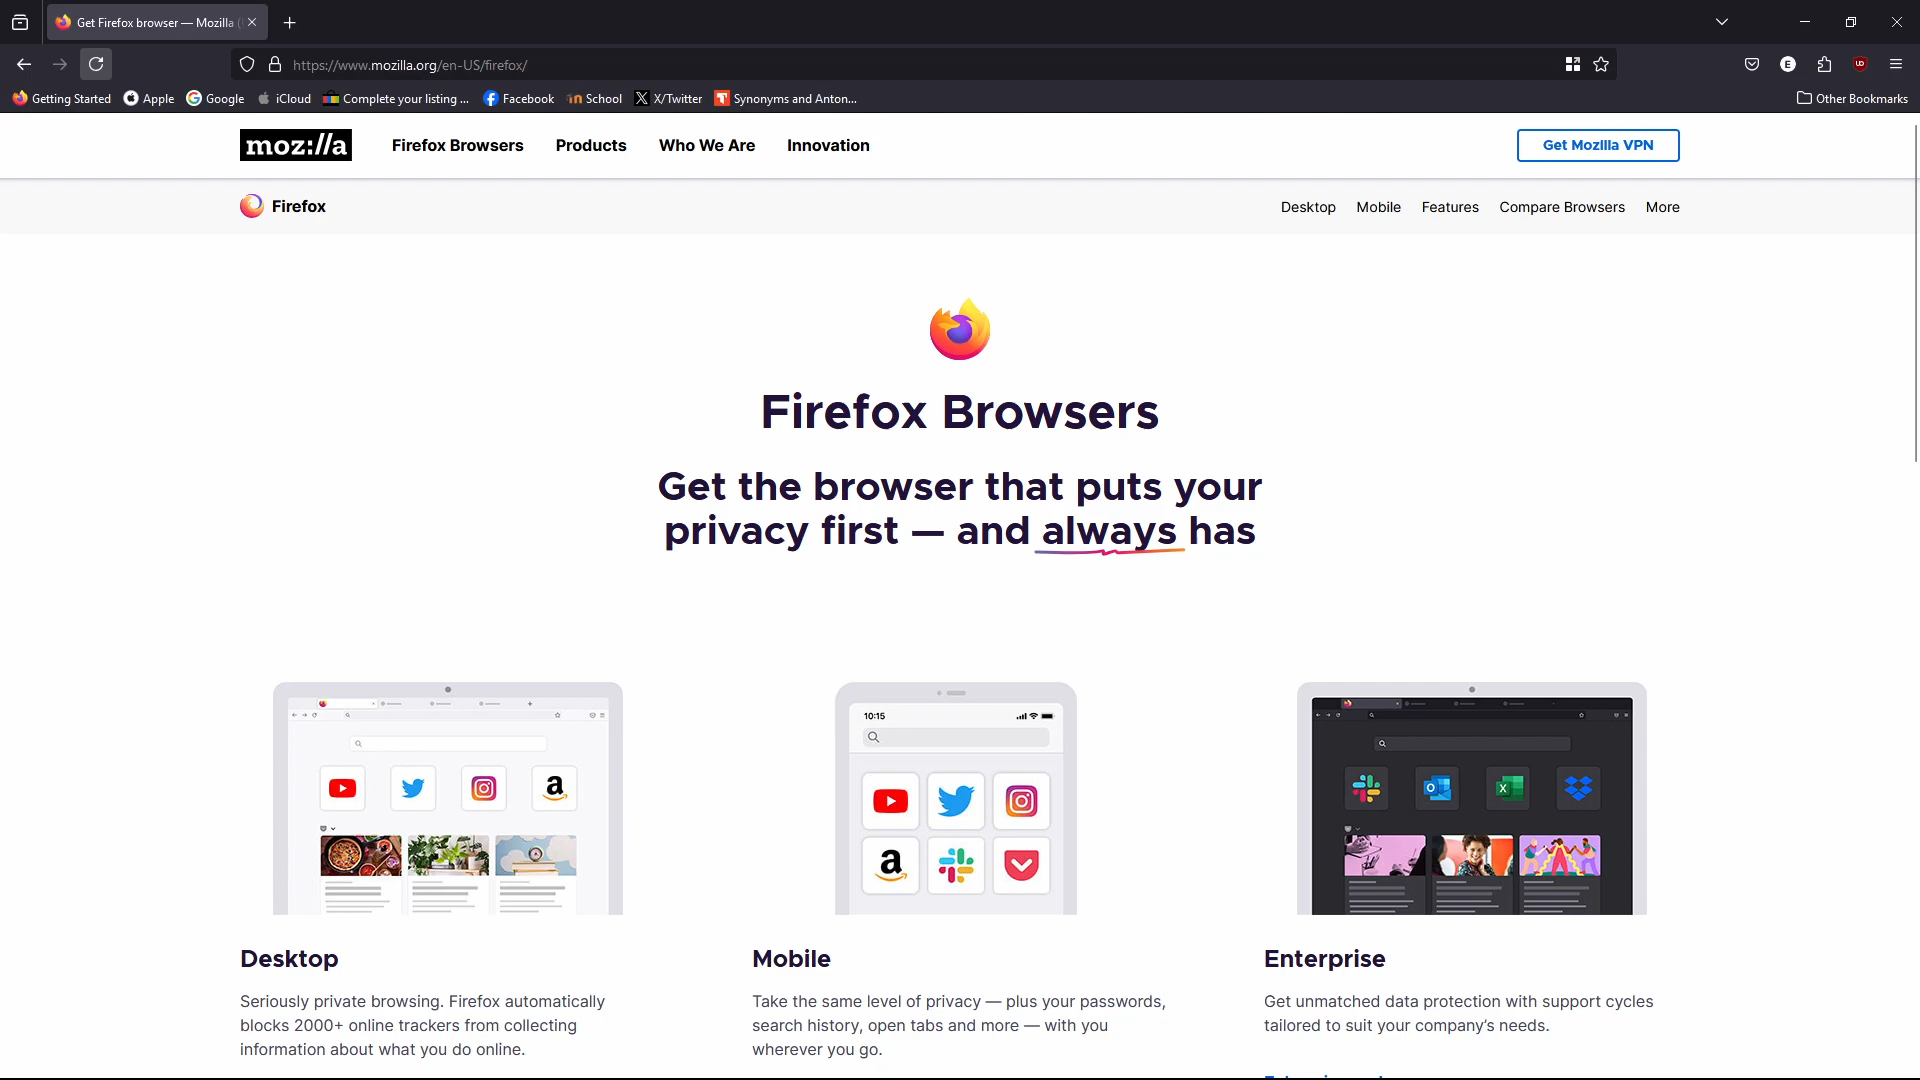 Get Firefox browser — Mozilla (
https://www.mozilla.org/en-US/firefox/
E
UD
Getting Started
Apple
Google
iCloud
Complete your listing ...
Facebook
School
X/Twitter
Synonyms and Anton...
Other Bookmarks
moz://a
Firefox Browsers
Products
Who We Are
Innovation
Get Mozilla VPN
Firefox
Desktop
Mobile
Features
Compare Browsers
More
Firefox Browsers
Get the browser that puts your
privacy first — and always has
10:15
Desktop
Seriously private browsing. Firefox automatically
blocks 2000+ online trackers from collecting
information about what you do online.
Mobile
Take the same level of privacy — plus your passwords,
search history, open tabs and more — with you
wherever you go.
Enterprise
Get unmatched data protection with support cycles
tailored to suit your company’s needs.